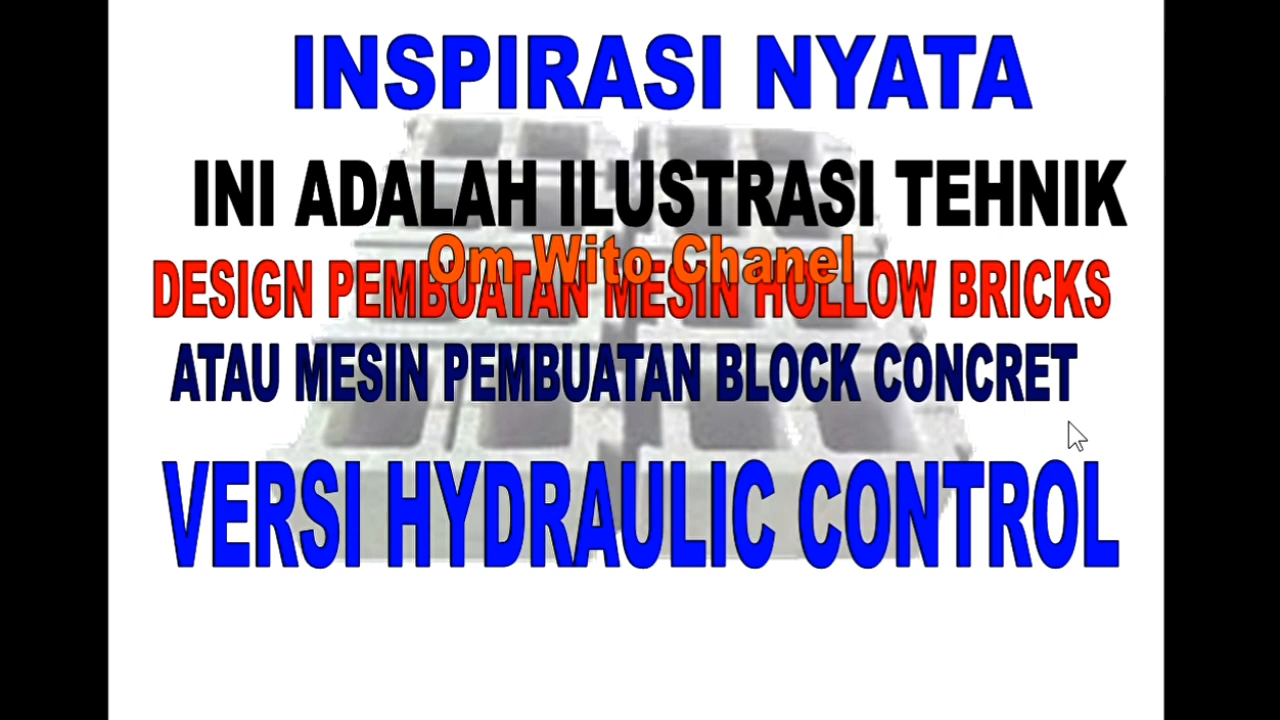 INSPIRASI NYATA
INI ADALAH ILUSTRASI TEHNIK
Om Wito Chanel
DESIGN PEMBUATAN MESIN HOLLOW BRICKS
ATAU MESIN PEMBUATAN BLOCK CONCRET
VERSI HYDRAULIC CONTROL